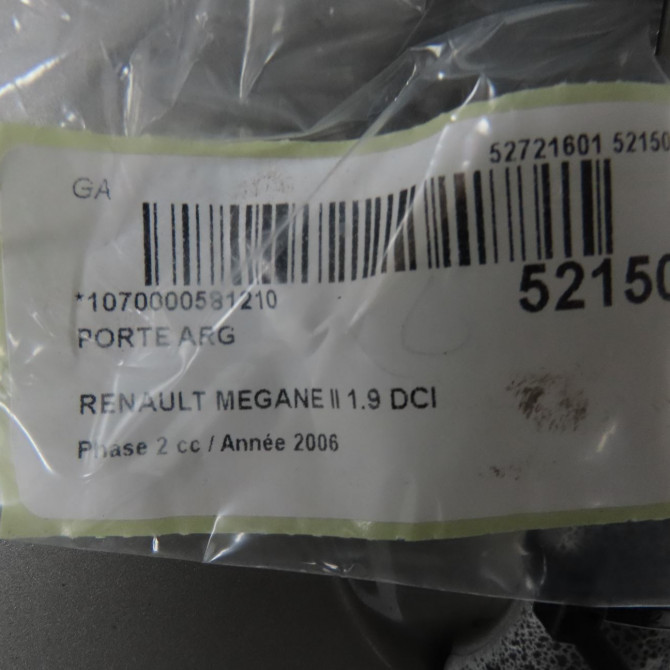 52721601 52150
GA
*1070000581210
52150
PORTE ARG
RENAULT MEGANE II 1.9 DCI
Phase 2 cc / Année 2006